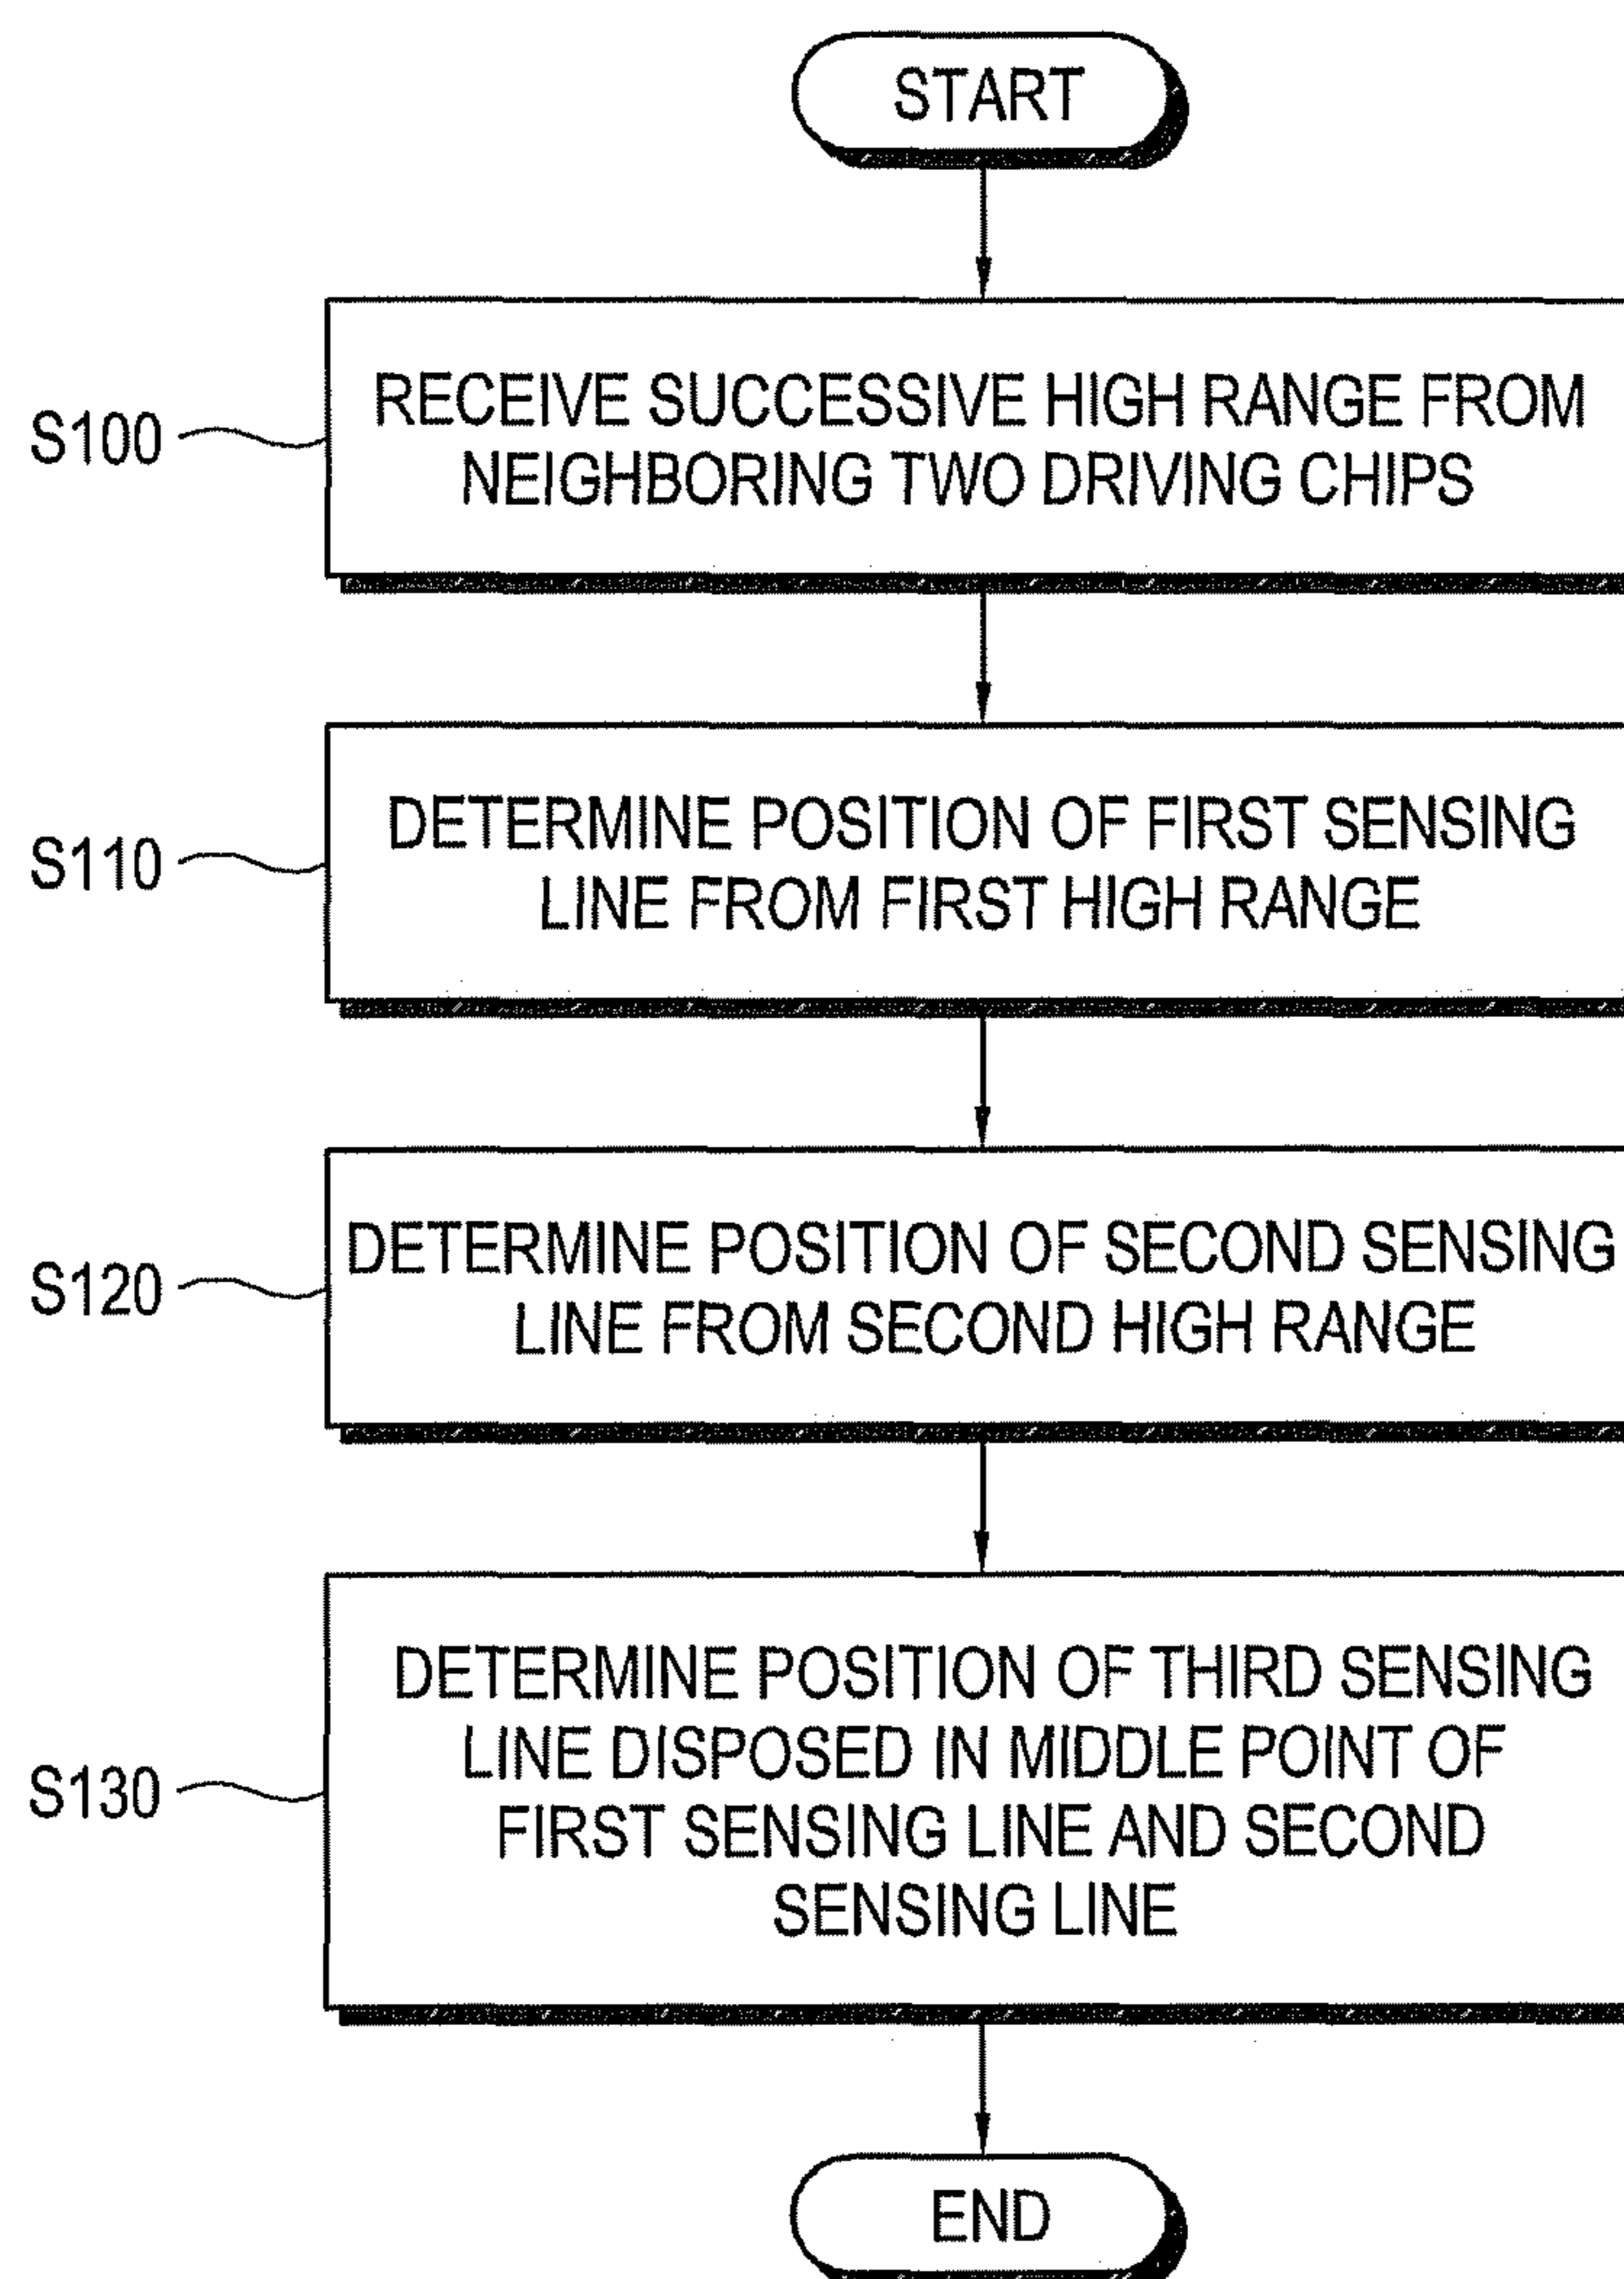 START
S100
RECEIVE SUCCESSIVE HIGH RANGE FROM
NEIGHBORING TWO DRIVING CHIPS
S110
DETERMINE POSITION OF FIRST SENSING
LINE FROM FIRST HIGH RANGE
S120
DETERMINE POSITION OF SECOND SENSING
LINE FROM SECOND HIGH RANGE
S130
DETERMINE POSITION OF THIRD SENSING
LINE DISPOSED IN MIDDLE POINT OF
FIRST SENSING LINE AND SECOND
SENSING LINE
END